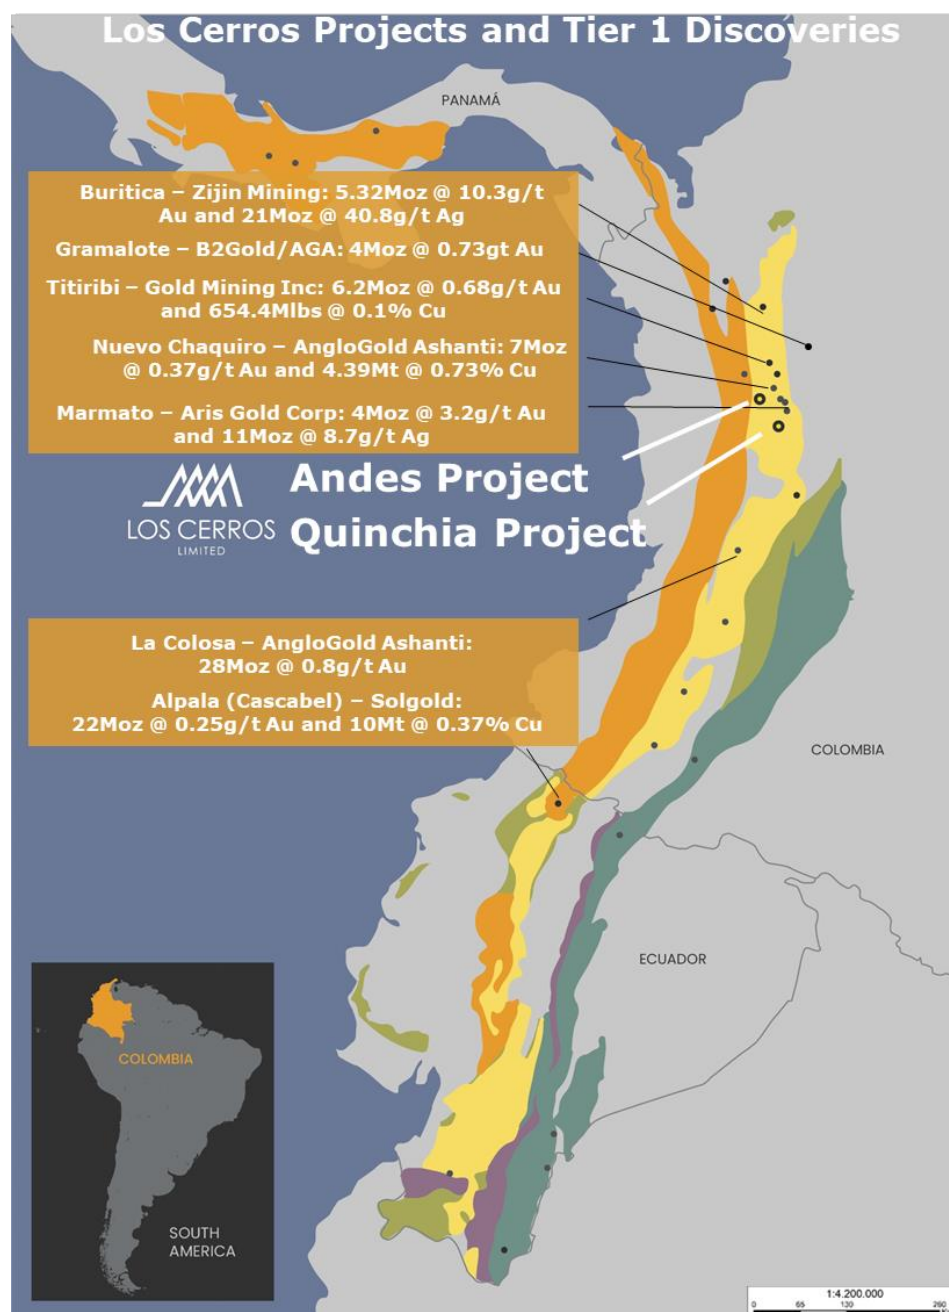 Los Cerros Projects and Tier 1 Discoveries
PANAMÁ
Buritica – Zijin Mining: 5.32Moz @ 10.3g/t
Au and 21Moz @ 40.8g/t Ag
Gramalote – B2Gold/AGA: 4Moz @ 0.73gt Au
Titiribi – Gold Mining Inc: 6.2Moz @ 0.68g/t Au
and 654.4Mlbs @ 0.1% Cu
Nuevo Chaquiro – AngloGold Ashanti: 7Moz
@ 0.37g/t Au and 4.39Mt @ 0.73% Cu
Marmato – Aris Gold Corp: 4Moz @ 3.2g/t Au
and 11Moz @ 8.7g/t Ag
LOS CERROS
LIMITED
Andes Project
Quinchia Project
La Colosa – AngloGold Ashanti:
28Moz @ 0.8g/t Au
Alpala (Cascabel) – Solgold:
22Moz @ 0.25g/t Au and 10Mt @ 0.37% Cu
COLOMBIA
ECUADOR
COLOMBIA
SOUTH
AMERICA
1:4.200.000
0 65 130 260